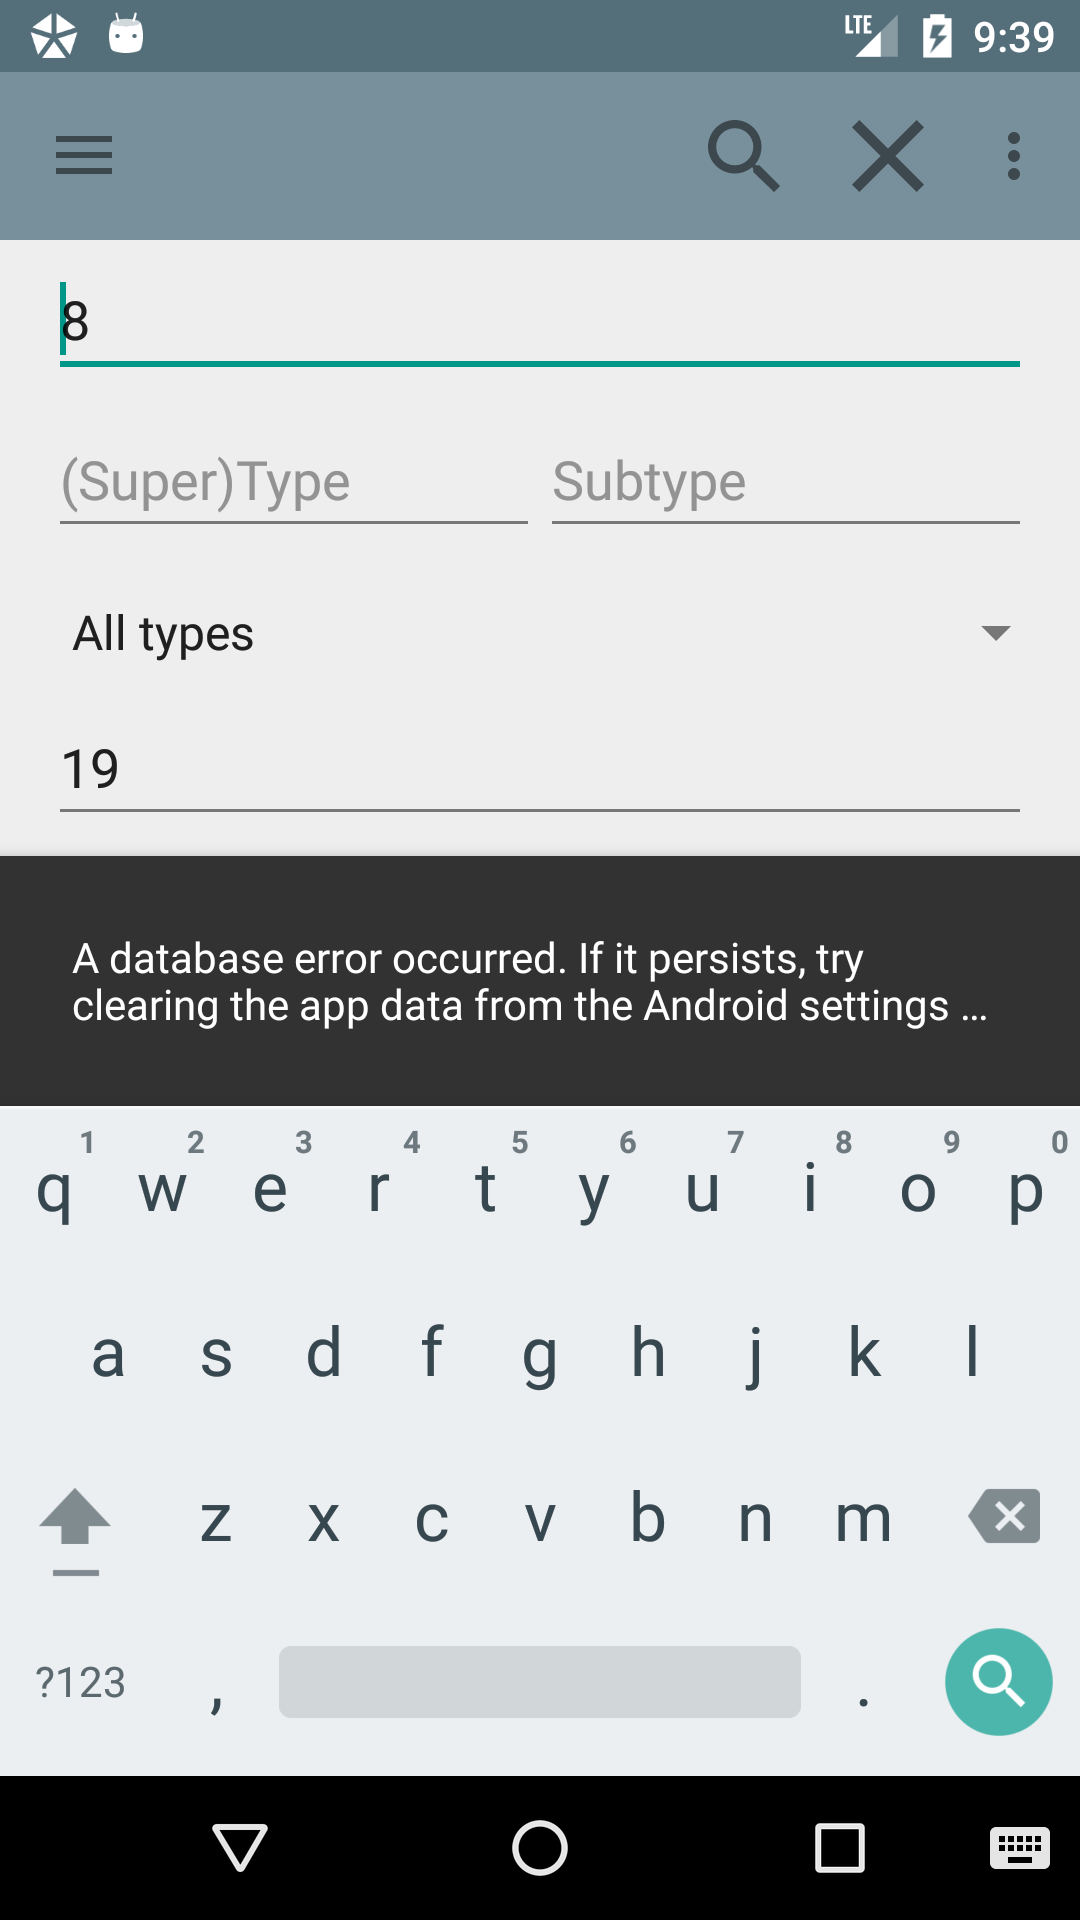 LTE 9:39
8
(Super)Type Subtype
All types
19
A database error occurred. If it persists, try
clearing the app data from the Android settings ...
1 2 3 4 5 6 7 8 9 0
q w e r t y u i o p
a s d f g h j k l
z x c v b n m
?123 , .